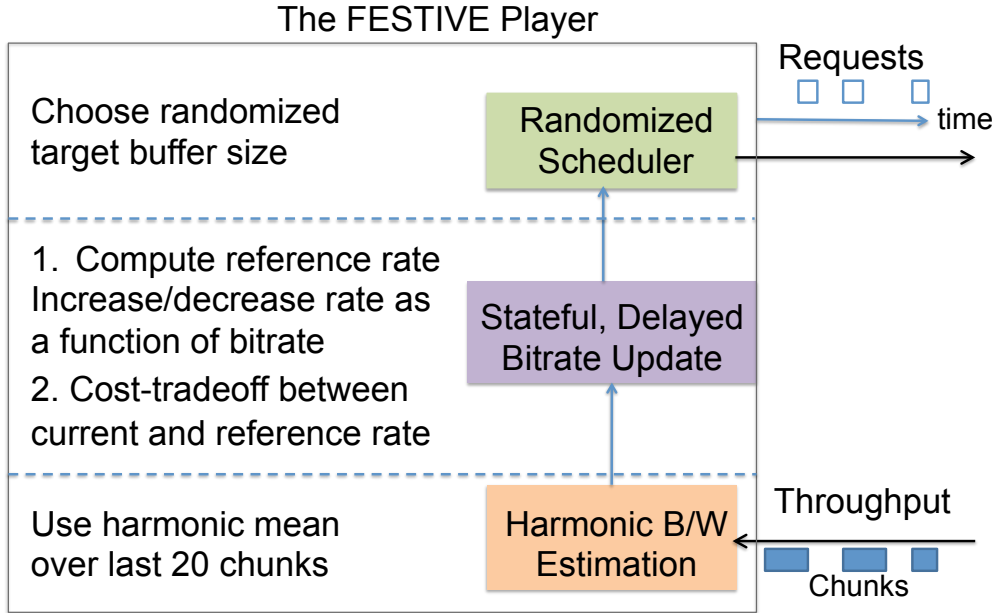 The FESTIVE Player
Requests
time
Choose randomized
target buffer size
Randomized
Scheduler
1. Compute reference rate
Increase/decrease rate as
a function of bitrate
2. Cost-tradeoff between
current and reference rate
Stateful, Delayed
Bitrate Update
Use harmonic mean
over last 20 chunks
Harmonic B/W
Estimation
Throughput
Chunks